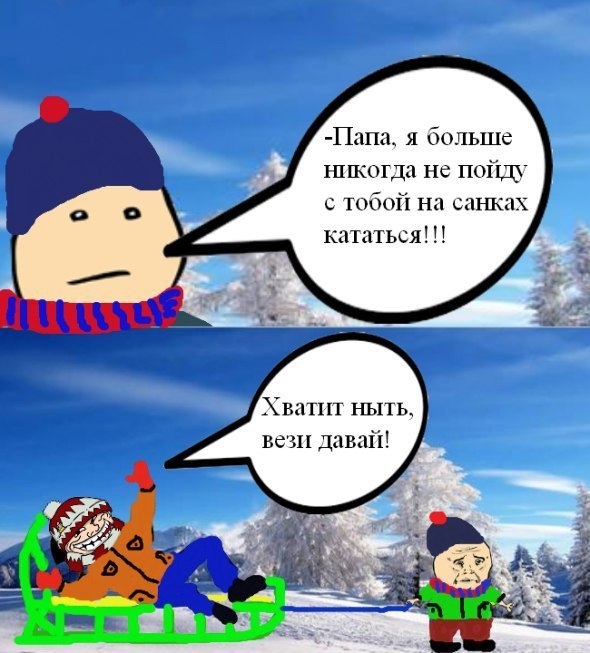 -Папа, я больше
никогда не пойду
с тобой на санках
кататься!!!
Хватит ныть,
вези давай!